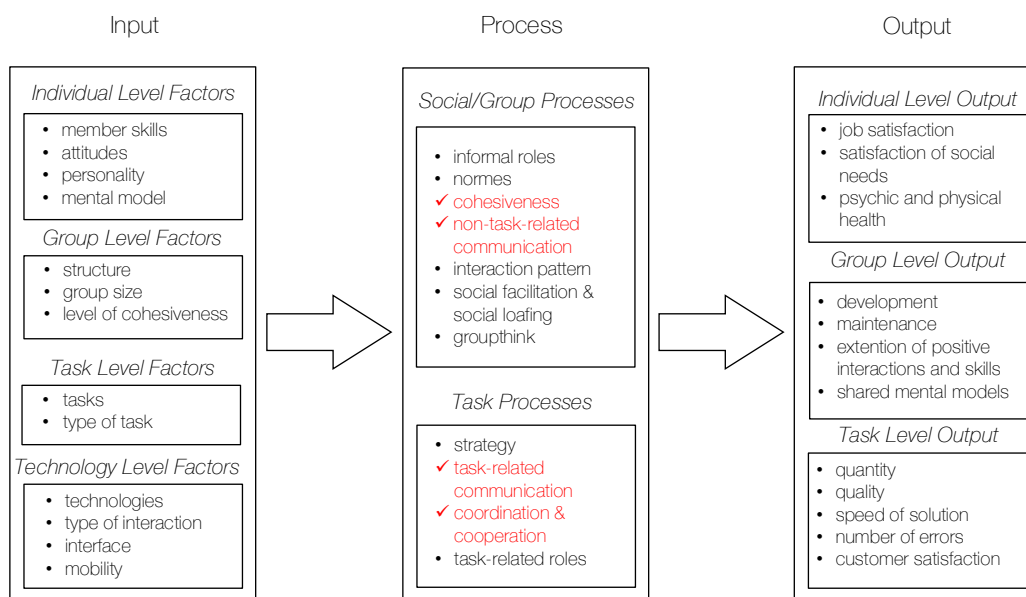 Input
Individual Level Factors
• member skills
• attitudes
• personality
• mental model
Group Level Factors
• structure
• group size
• level of cohesiveness
Task Level Factors
• tasks
• type of task
Technology Level Factors
• technologies
• type of interaction
• interface
• mobility
Process
Social/Group Processes
• informal roles
• normes
✓ cohesiveness
✓ non-task-related
communication
• interaction pattern
• social facilitation &
social loafing
• groupthink
Task Processes
• strategy
✓ task-related
communication
✓ coordination &
cooperation
• task-related roles
Output
Individual Level Output
• job satisfaction
• satisfaction of social
needs
• psychic and physical
health
Group Level Output
• development
• maintenance
• extention of positive
interactions and skills
• shared mental models
Task Level Output
• quantity
• quality
• speed of solution
• number of errors
• customer satisfaction